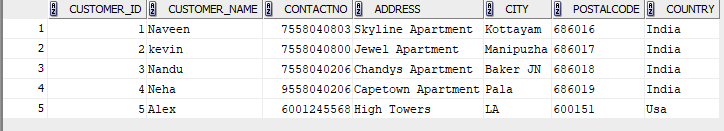 CUSTOMER_ID CUSTOMER_NAME CONTACTNO ADDRESS CITY POSTALCODE COUNTRY
1 1 Naveen 7558040803 Skyline Apartment Kottayam 686016 India
2 2 kevin 7558040800 Jewel Apartment Manipuzha 686017 India
3 3 Nandu 7558040206 Chandys Apartment Baker JN 686018 India
4 4 Neha 9558040206 Capetown Apartment Pala 686019 India
5 5 Alex 6001245568 High Towers LA 600151 Usa